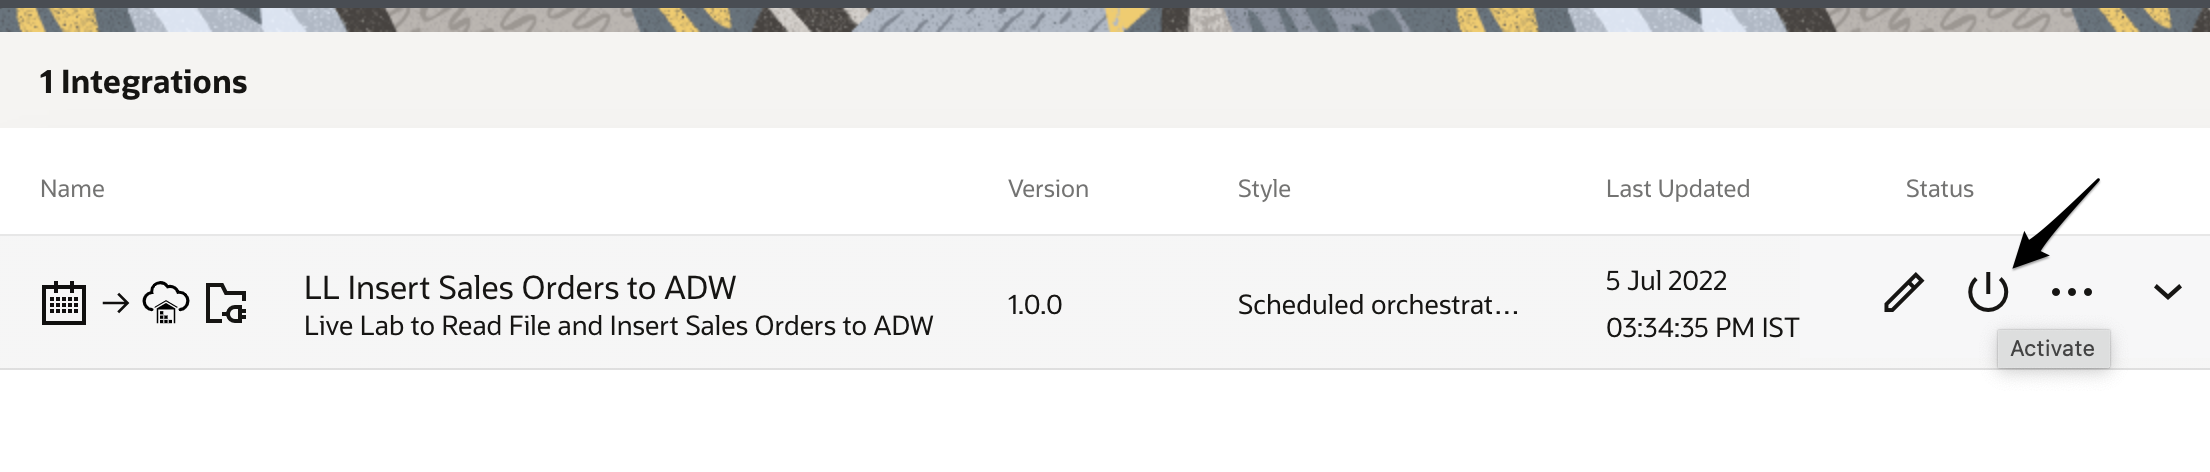 1 Integrations
Name Version Style Last Updated Status
LL Insert Sales Orders to ADW
Live Lab to Read File and Insert Sales Orders to ADW
1.0.0
Scheduled orchestrat...
5 Jul 2022
03:34:35 PM IST
Activate